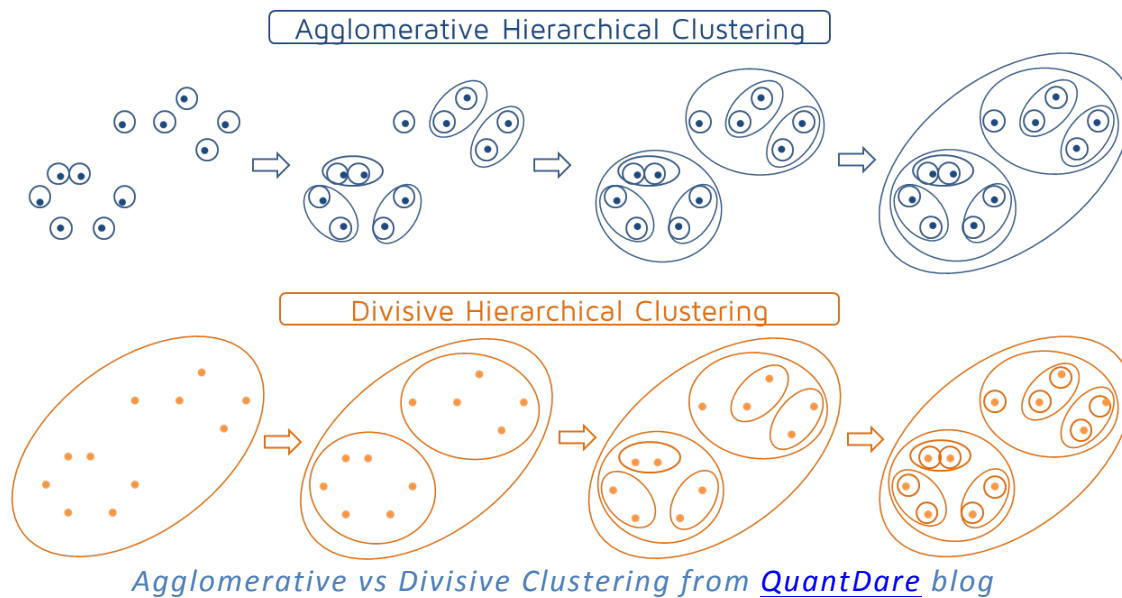 Agglomerative Hierarchical Clustering
Divisive Hierarchical Clustering
Agglomerative vs Divisive Clustering from QuantDare blog